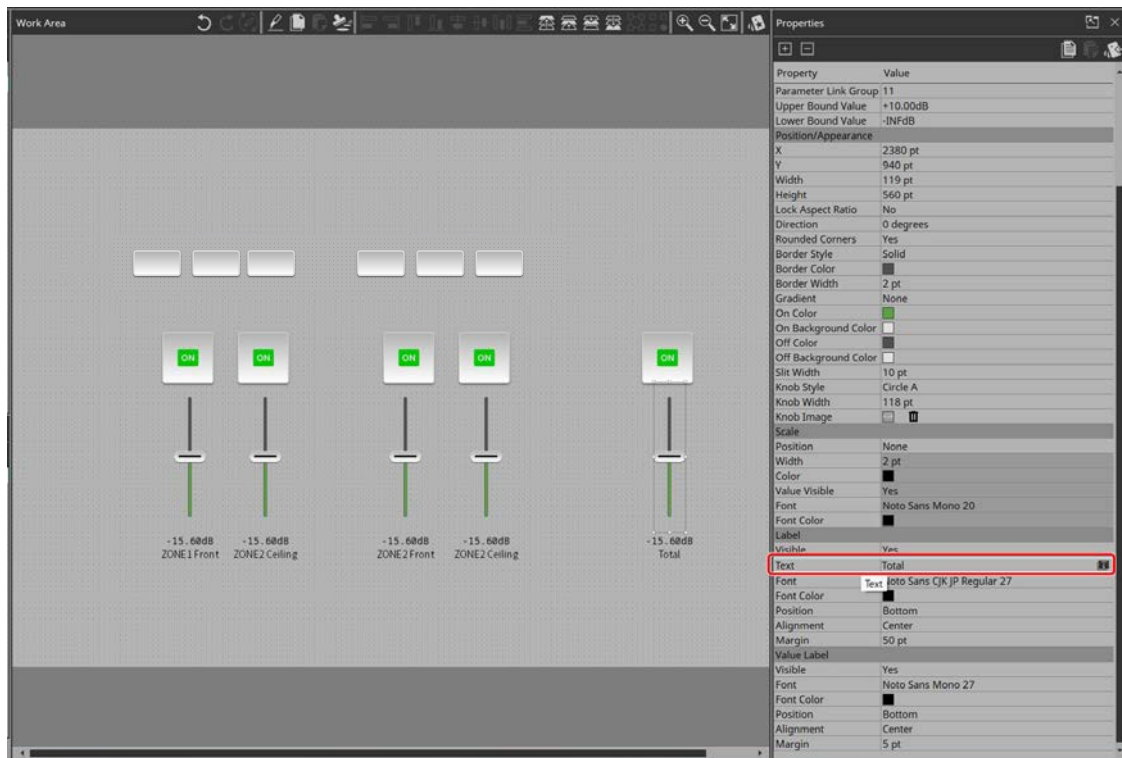 Work Area
ON
ON
ON
ON
ON
-15.60dB
-15.60dB
-15.60dB
-15.60dB
-15.60dB
ZONE1 Front
ZONE2 Ceiling
ZONE2 Front
ZONE2 Ceiling
Total
Properties
Property Value
Parameter Link Group 11
Upper Bound Value +10.00dB
Lower Bound Value -INFdB
Position/Appearance
X 2380 pt
Y 940 pt
Width 119 pt
Height 560 pt
Lock Aspect Ratio No
Direction 0 degrees
Rounded Corners Yes
Border Style Solid
Border Color
Border Width 2 pt
Gradient None
On Color
On Background Color
Off Color
Off Background Color
Slit Width 10 pt
Knob Style Circle A
Knob Width 118 pt
Knob Image
Scale
Position None
Width 2 pt
Color
Value Visible Yes
Font Noto Sans Mono 20
Font Color
Label
Visible Yes
Text Total
Font Noto Sans CJK JP Regular 27
Text
Font Color
Position Bottom
Alignment Center
Margin 50 pt
Value Label
Visible Yes
Font Noto Sans Mono 27
Font Color
Position Bottom
Alignment Center
Margin 5 pt